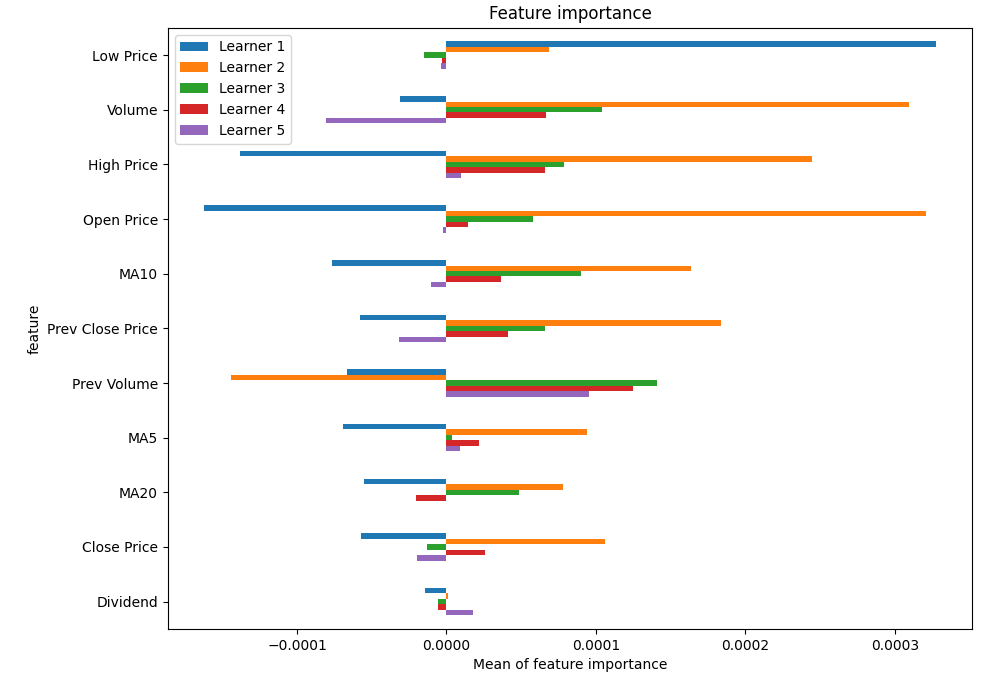 Feature importance
Learner 1
Learner 2
Learner 3
Learner 4
Learner 5
Low Price
Volume
High Price
Open Price
MA10
Prev Close Price
Prev Volume
MA5
MA20
Close Price
Dividend
feature
−0.0001 0.0000 0.0001 0.0002 0.0003
Mean of feature importance